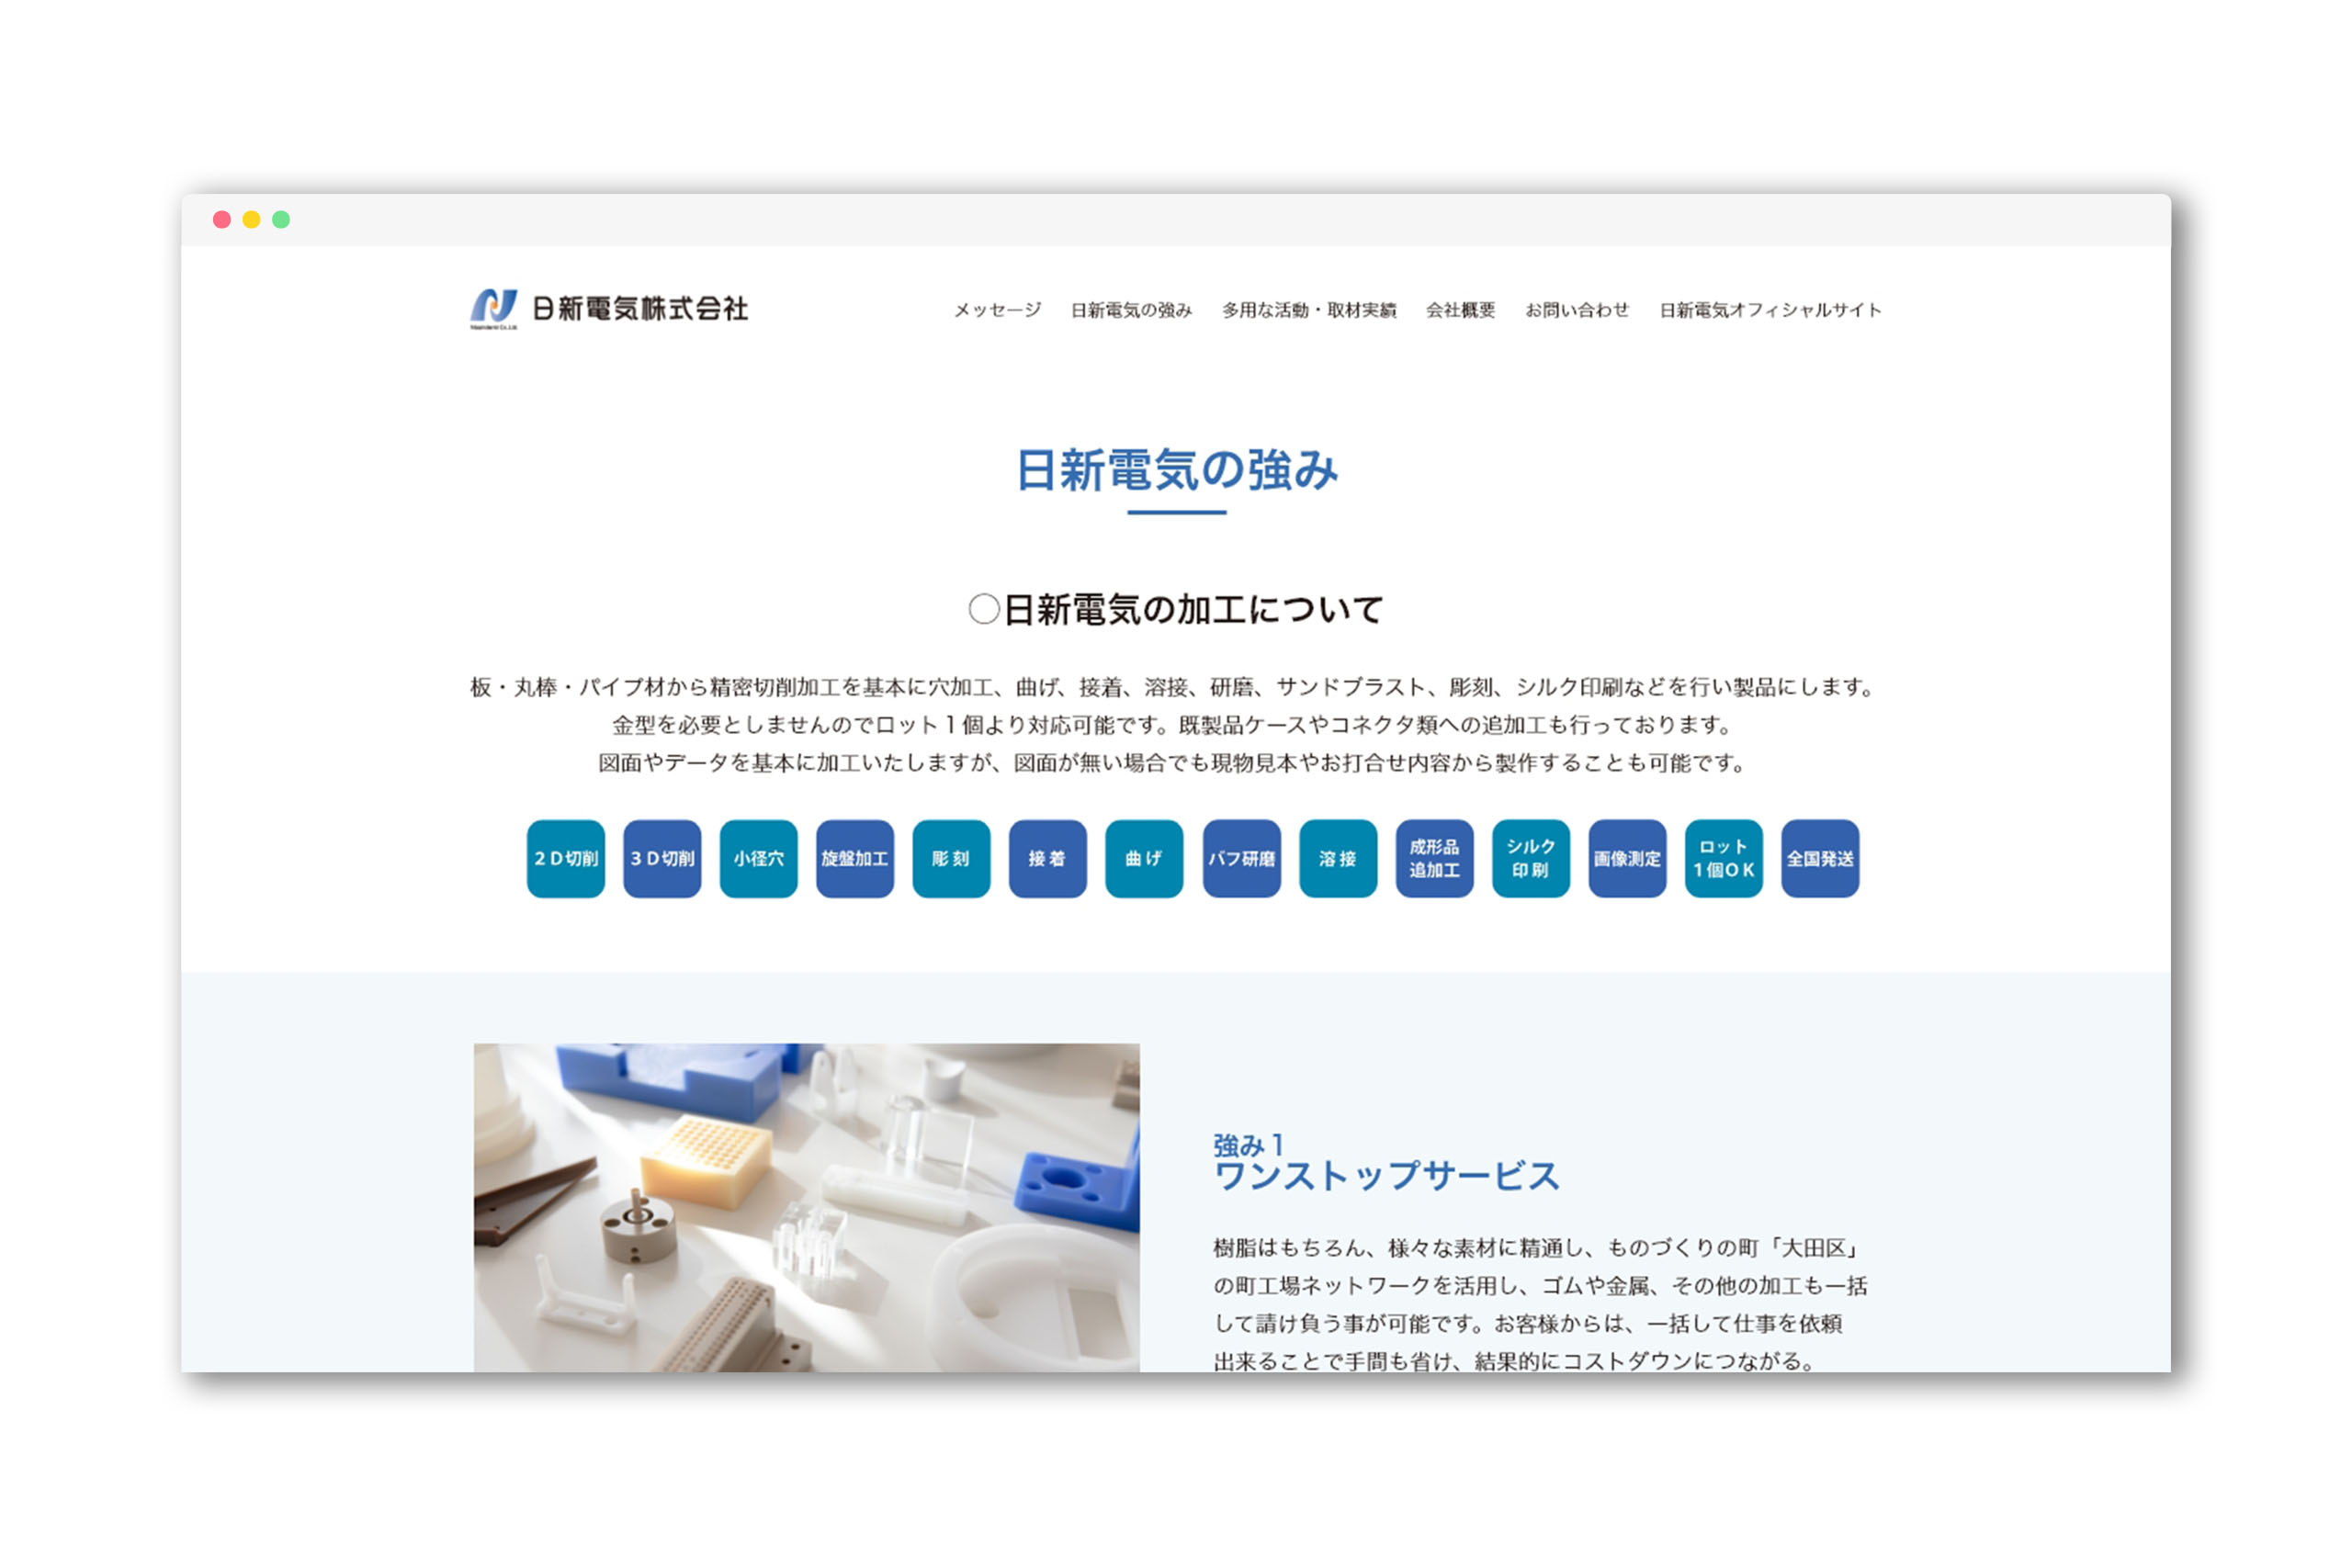 日新電気株式会社
メッセージ 日新電気の強み 多用な活動・取材実績 会社概要 お問い合わせ 日新電気オフィシャルサイト
日新電気の強み
○日新電気の加工について
板・丸棒・パイプ材から精密切削加工を基本に穴加工、曲げ、接着、溶接、研磨、サンドブラスト、彫刻、シルク印刷などを行い製品にします。
金型を必要としませんのでロット1個より対応可能です。既製品ケースやコネクタ類への追加工も行っております。
図面やデータを基本に加工いたしますが、図面が無い場合でも現物見本やお打合せ内容から製作することも可能です。
2D切削
3D切削
小径穴
旋盤加工
彫刻
接着
曲げ
バフ研磨
溶接
成形品
追加工
シルク
印刷
画像測定
ロット
1個OK
全国発送
強み1
ワンストップサービス
樹脂はもちろん、様々な素材に精通し、ものづくりの町「大田区」
の町工場ネットワークを活用し、ゴムや金属、その他の加工も一括
して請け負う事が可能です。お客様からは、一括して仕事を依頼
出来ることで手間も省け、結果的にコストダウンにつながる。